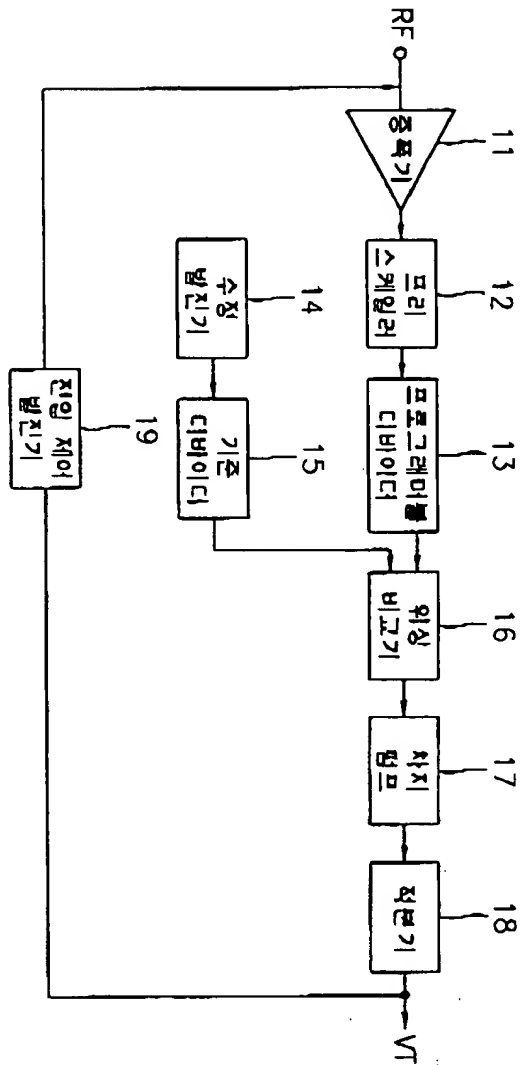 RF
증폭기
11
프리
스케일러
12
프로그래머블
디바이더
13
수정
발진기
14
기준
디바이더
15
위상
비교기
16
차지
펌프
17
적분기
18
VT
전압 제어
발진기
19